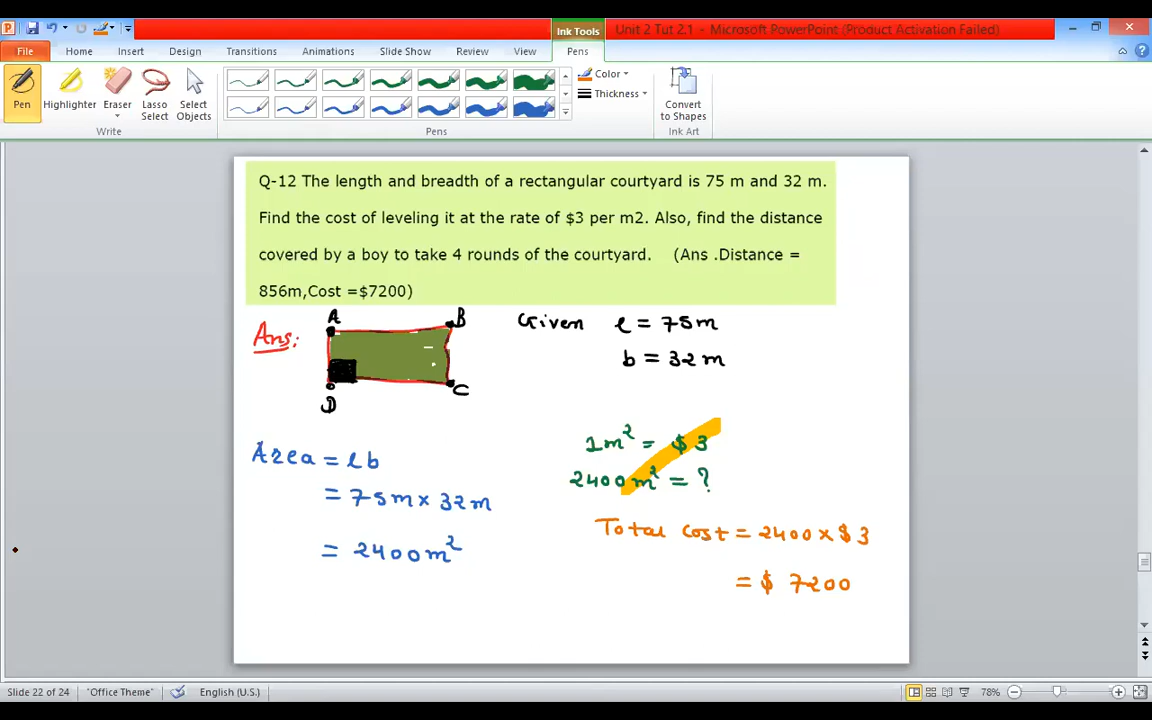 Ink Tools
Unit 2 Tut 2.1 - Microsoft PowerPoint (Product Activation Failed)
File Home Insert Design Transitions Animations Slide Show Review View Pens
Pen Highlighter Eraser Lasso Select Select Objects
Color
Thickness
Convert to Shapes
Write Pens Ink Art
Q-12 The length and breadth of a rectangular courtyard is 75 m and 32 m.
Find the cost of leveling it at the rate of $3 per m2. Also, find the distance
covered by a boy to take 4 rounds of the courtyard. (Ans .Distance =
856m,Cost =$7200)
Ans:
A B
D C
Given l = 75m
b = 32 m
Area = lb
= 75m × 32m
= 2400m²
1m² = $ 3
2400m² = ?
Total cost = 2400 × $ 3
= $ 7200
Slide 22 of 24 "Office Theme" English (U.S.) 78%